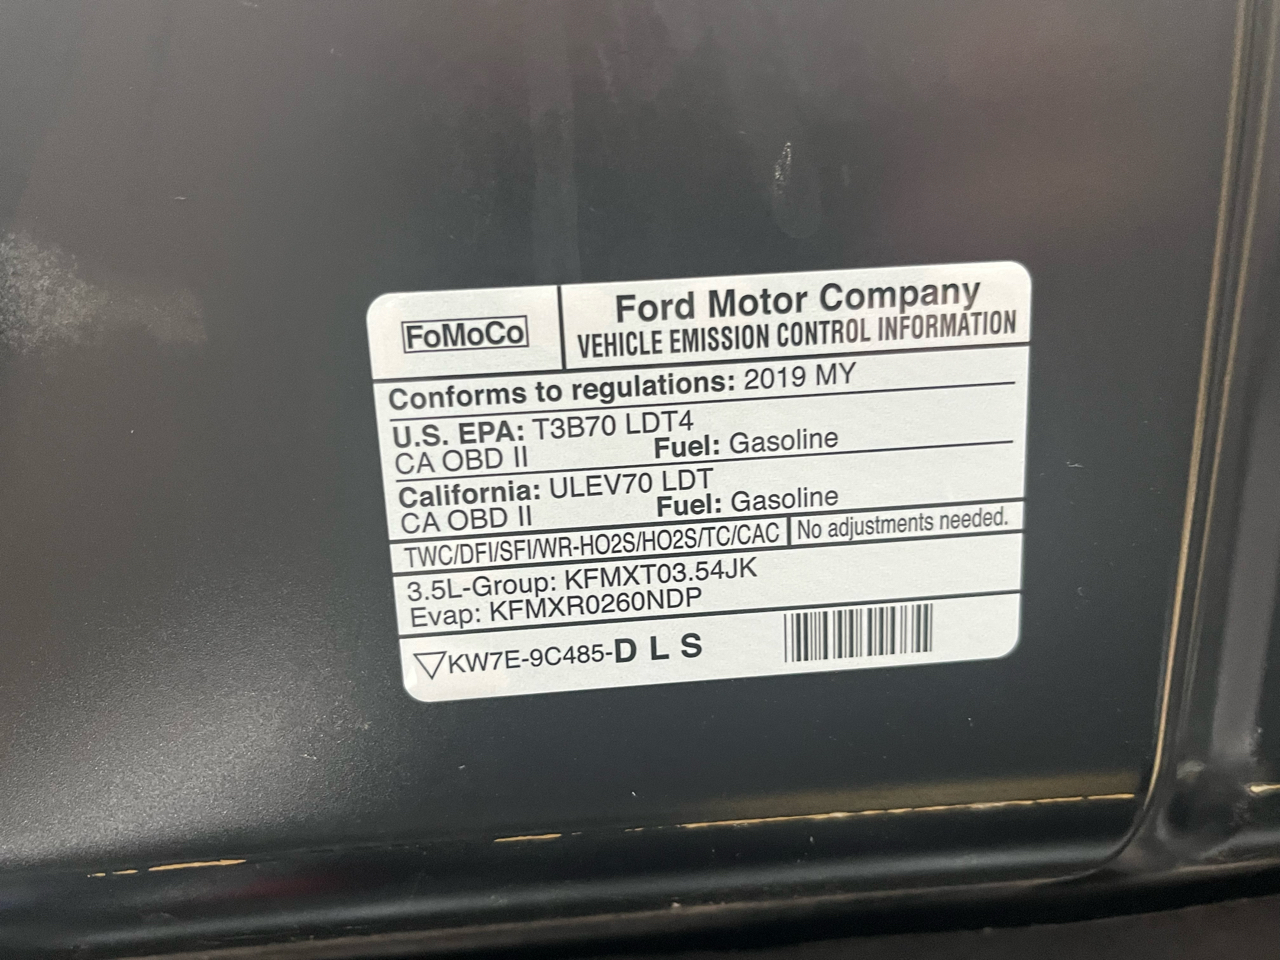 FoMoCo
Ford Motor Company
VEHICLE EMISSION CONTROL INFORMATION
Conforms to regulations: 2019 MY
U.S. EPA: T3B70 LDT4
CA OBD II Fuel: Gasoline
California: ULEV70 LDT
CA OBD II Fuel: Gasoline
TWC/DFI/SFI/WR-HO2S/HO2S/TC/CAC No adjustments needed.
3.5L-Group: KFMXT03.54JK
Evap: KFMXR0260NDP
KW7E-9C485-D L S